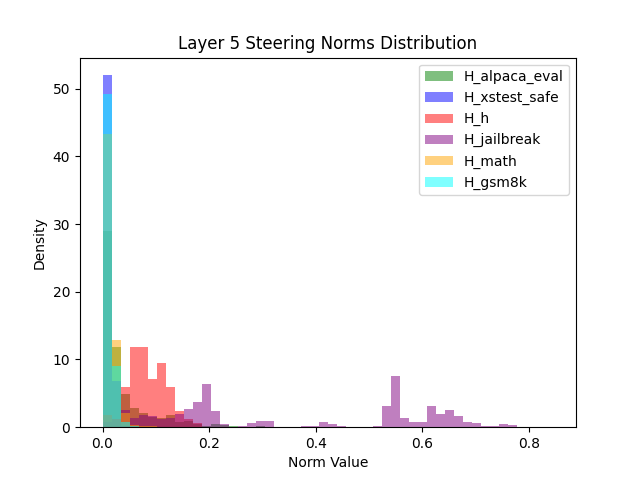 Layer 5 Steering Norms Distribution
H_alpaca_eval
H_xstest_safe
H_h
H_jailbreak
H_math
H_gsm8k
Density
50
40
30
20
10
0
0.0
0.2
0.4
0.6
0.8
Norm Value